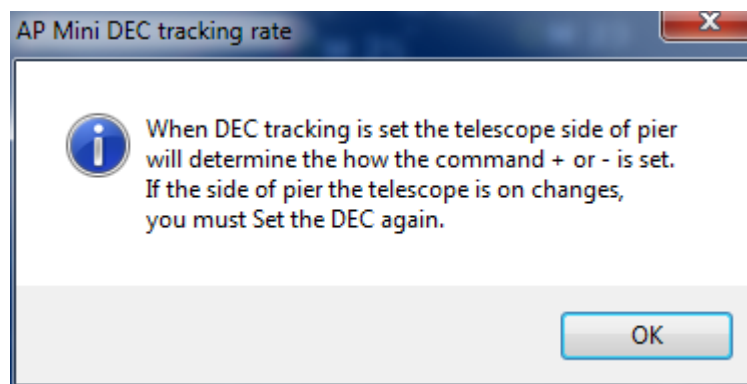 AP Mini DEC tracking rate
When DEC tracking is set the telescope side of pier
will determine the how the command + or - is set.
If the side of pier the telescope is on changes,
you must Set the DEC again.
OK